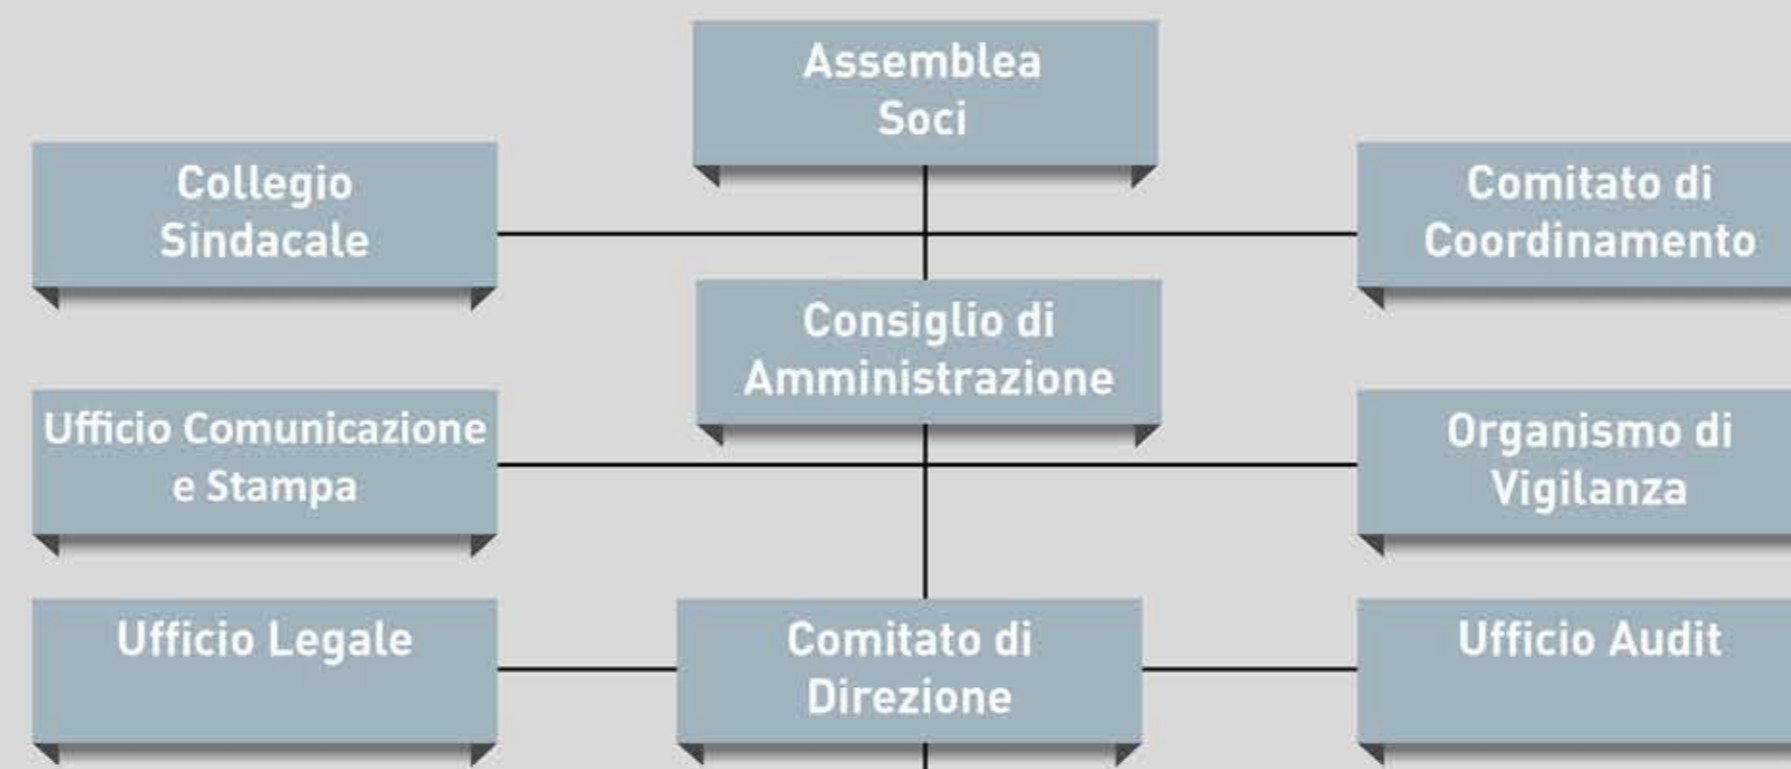 Assemblea
Soci
Collegio
Sindacale
Comitato di
Coordinamento
Consiglio di
Amministrazione
Ufficio Comunicazione
e Stampa
Organismo di
Vigilanza
Ufficio Legale
Comitato di
Direzione
Ufficio Audit